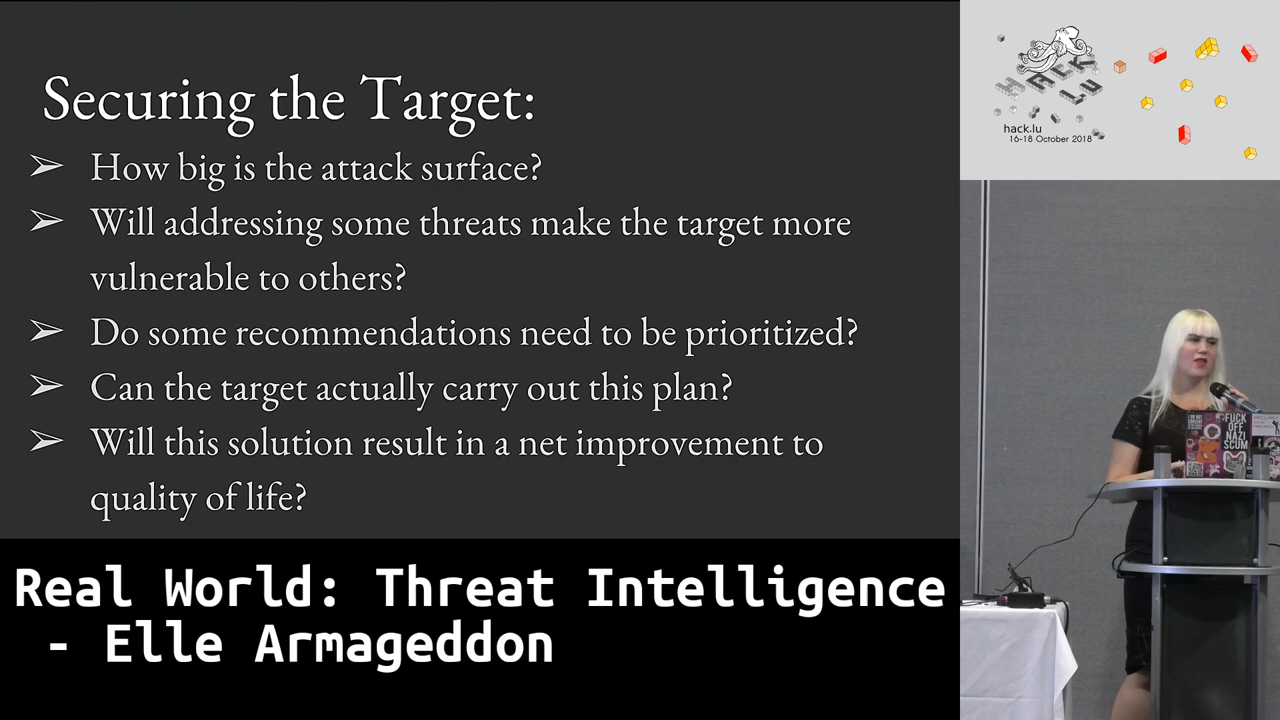 Securing the Target:
➢ How big is the attack surface?
➢ Will addressing some threats make the target more
vulnerable to others?
➢ Do some recommendations need to be prioritized?
➢ Can the target actually carry out this plan?
➢ Will this solution result in a net improvement to
quality of life?
Real World: Threat Intelligence
- Elle Armageddon
HACK
LU
hack.lu
16-18 October 2018
FUCK
OFF
NAZI
SCUM